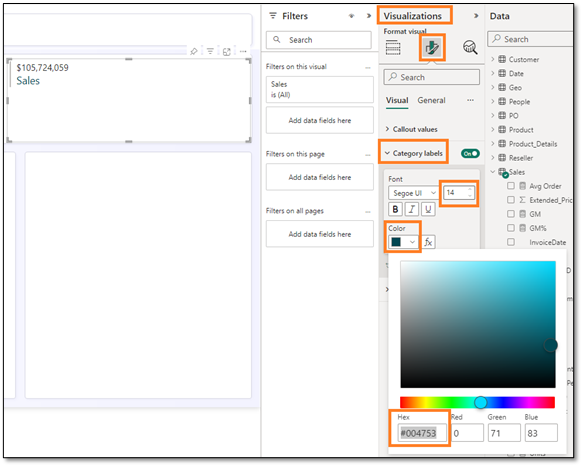 $105,724,059
Sales
Filters
Search
Filters on this visual
Sales
is (All)
Add data fields here
Filters on this page
Add data fields here
Filters on all pages
Add data fields here
Visualizations
Format visual
Search
Visual
General
Callout values
Category labels
On
Font
Segoe UI
14
B
I
U
Color
fx
Hex
Red
Green
Blue
#004753
0
71
83
Data
Search
Customer
Date
Geo
People
PO
Product
Product_Details
Reseller
Sales
Avg Order
Extended_Pric
GM
GM%
InvoiceDate